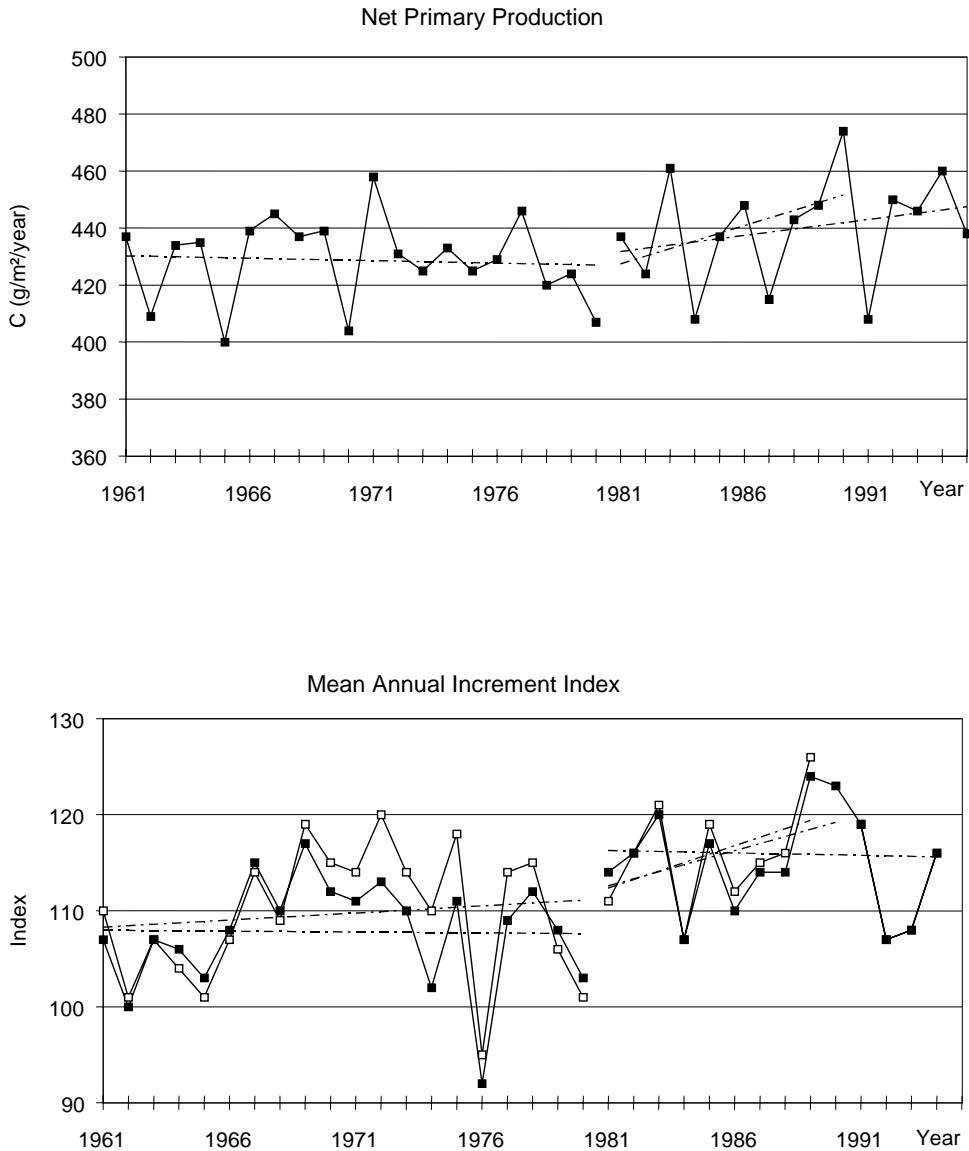 Net Primary Production
500
480
460
440
420
400
380
360
C (g/m²/year)
1961 1966 1971 1976 1981 1986 1991 Year
Mean Annual Increment Index
130
120
110
100
90
Index
1961 1966 1971 1976 1981 1986 1991 Year